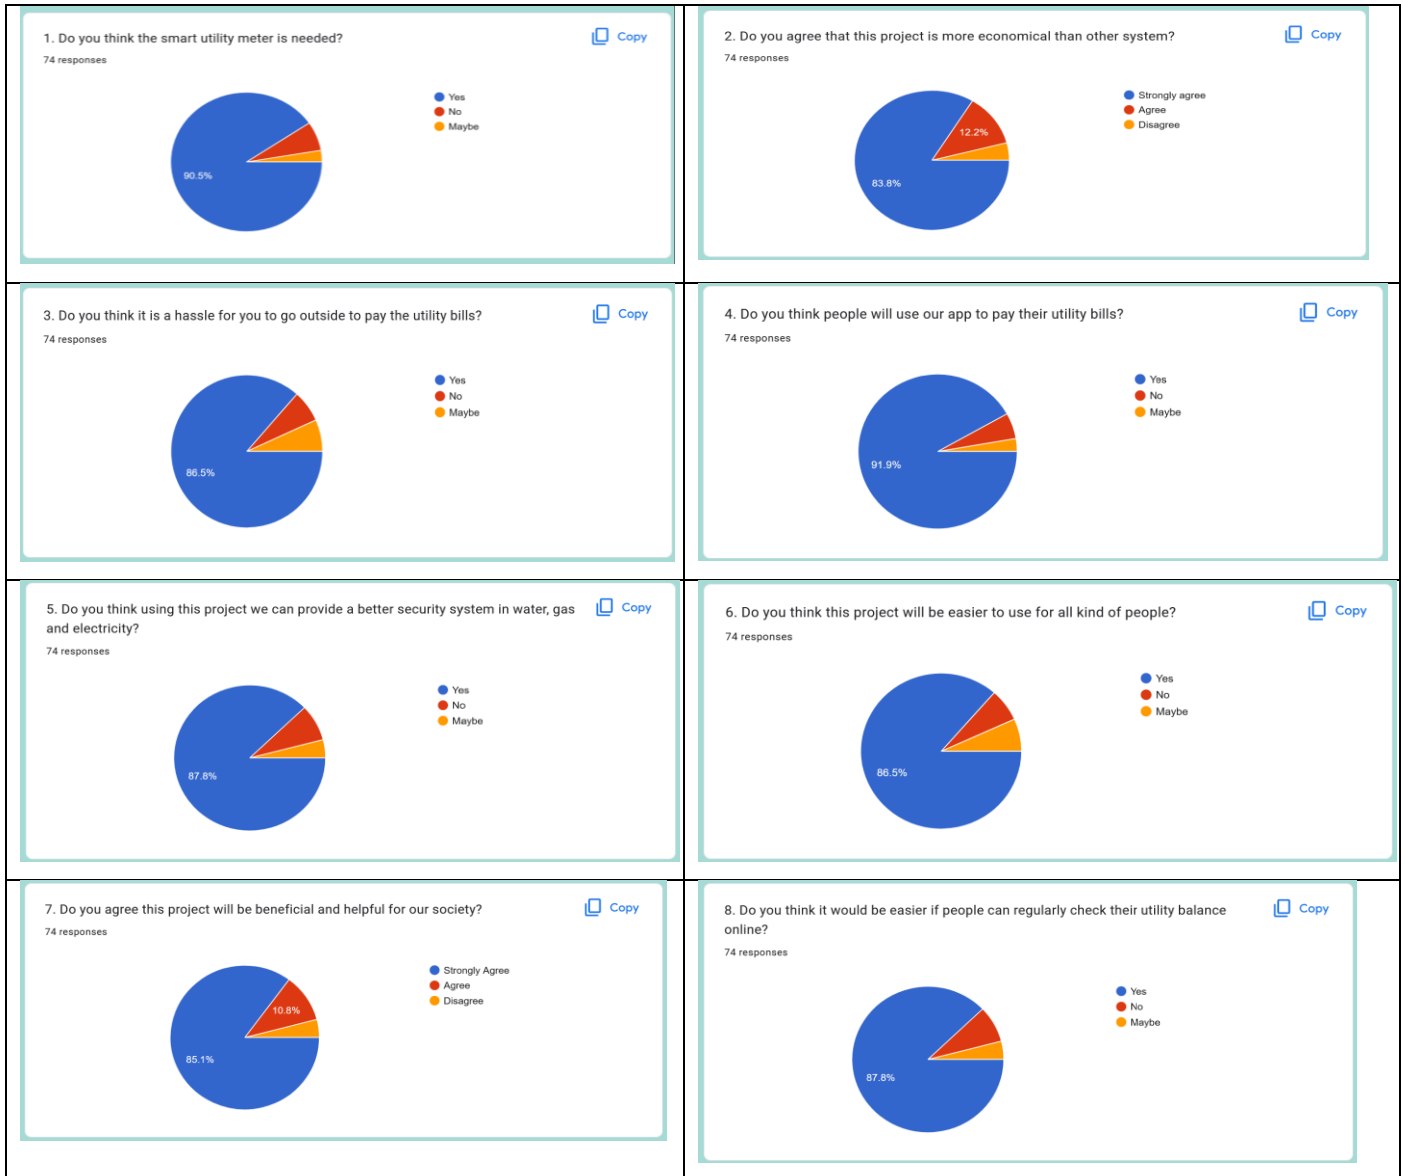 1. Do you think the smart utility meter is needed?
Copy
74 responses
Yes
No
Maybe
90.5%
2. Do you agree that this project is more economical than other system?
Copy
74 responses
Strongly agree
Agree
Disagree
12.2%
83.8%
3. Do you think it is a hassle for you to go outside to pay the utility bills?
Copy
74 responses
Yes
No
Maybe
86.5%
4. Do you think people will use our app to pay their utility bills?
Copy
74 responses
Yes
No
Maybe
91.9%
5. Do you think using this project we can provide a better security system in water, gas
and electricity?
Copy
74 responses
Yes
No
Maybe
87.8%
6. Do you think this project will be easier to use for all kind of people?
Copy
74 responses
Yes
No
Maybe
86.5%
7. Do you agree this project will be beneficial and helpful for our society?
Copy
74 responses
Strongly Agree
Agree
Disagree
10.8%
85.1%
8. Do you think it would be easier if people can regularly check their utility balance
online?
Copy
74 responses
Yes
No
Maybe
87.8%